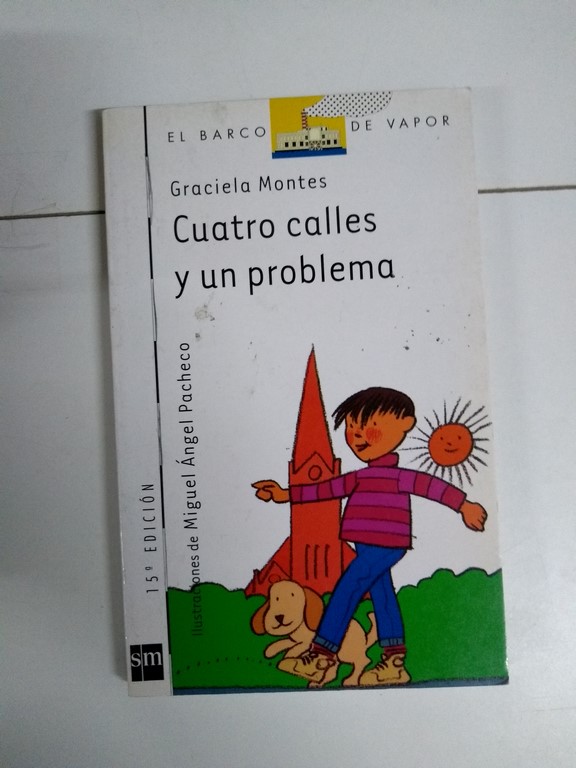 EL BARCO DE VAPOR
Graciela Montes
Cuatro calles
y un problema
Ilustraciones de Miguel Ángel Pacheco
15ª EDICIÓN
sm